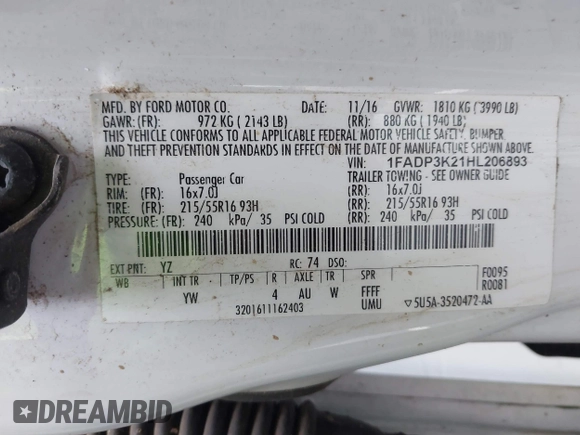 MFD. BY FORD MOTOR CO. DATE: 11/16 GVWR: 1810 KG ( 3990 LB)
GAWR: (FR): 972 KG ( 2143 LB) (RR): 880 KG ( 1940 LB)
THIS VEHICLE CONFORMS TO ALL APPLICABLE FEDERAL MOTOR VEHICLE SAFETY, BUMPER,
AND THEFT PREVENTION STANDARDS IN EFFECT ON THE DATE OF MANUFACTURE SHOWN ABOVE.
VIN: 1FADP3K21HL206893
TYPE: Passenger Car TRAILER TOWING - SEE OWNER GUIDE
RIM: (FR): 16x7.0J (RR): 16x7.0J
TIRE: (FR): 215/55R16 93H (RR): 215/55R16 93H
PRESSURE: (FR): 240 kPa/ 35 PSI COLD (RR): 240 kPa/ 35 PSI COLD
EXT PNT: YZ RC: 74 DSO:
WB INT TR TP/PS R AXLE TR SPR F0095
YW 4 AU W FFFF R0081
3201611162403 UMU ▽5U5A-3520472-AA
DREAMBID